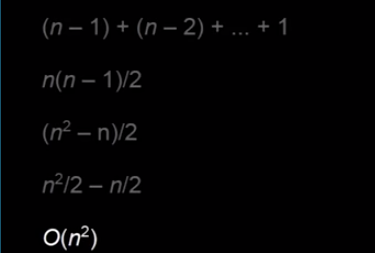 (n – 1) + (n – 2) + ... + 1
n(n – 1)/2
(n² – n)/2
n²/2 – n/2
O(n²)